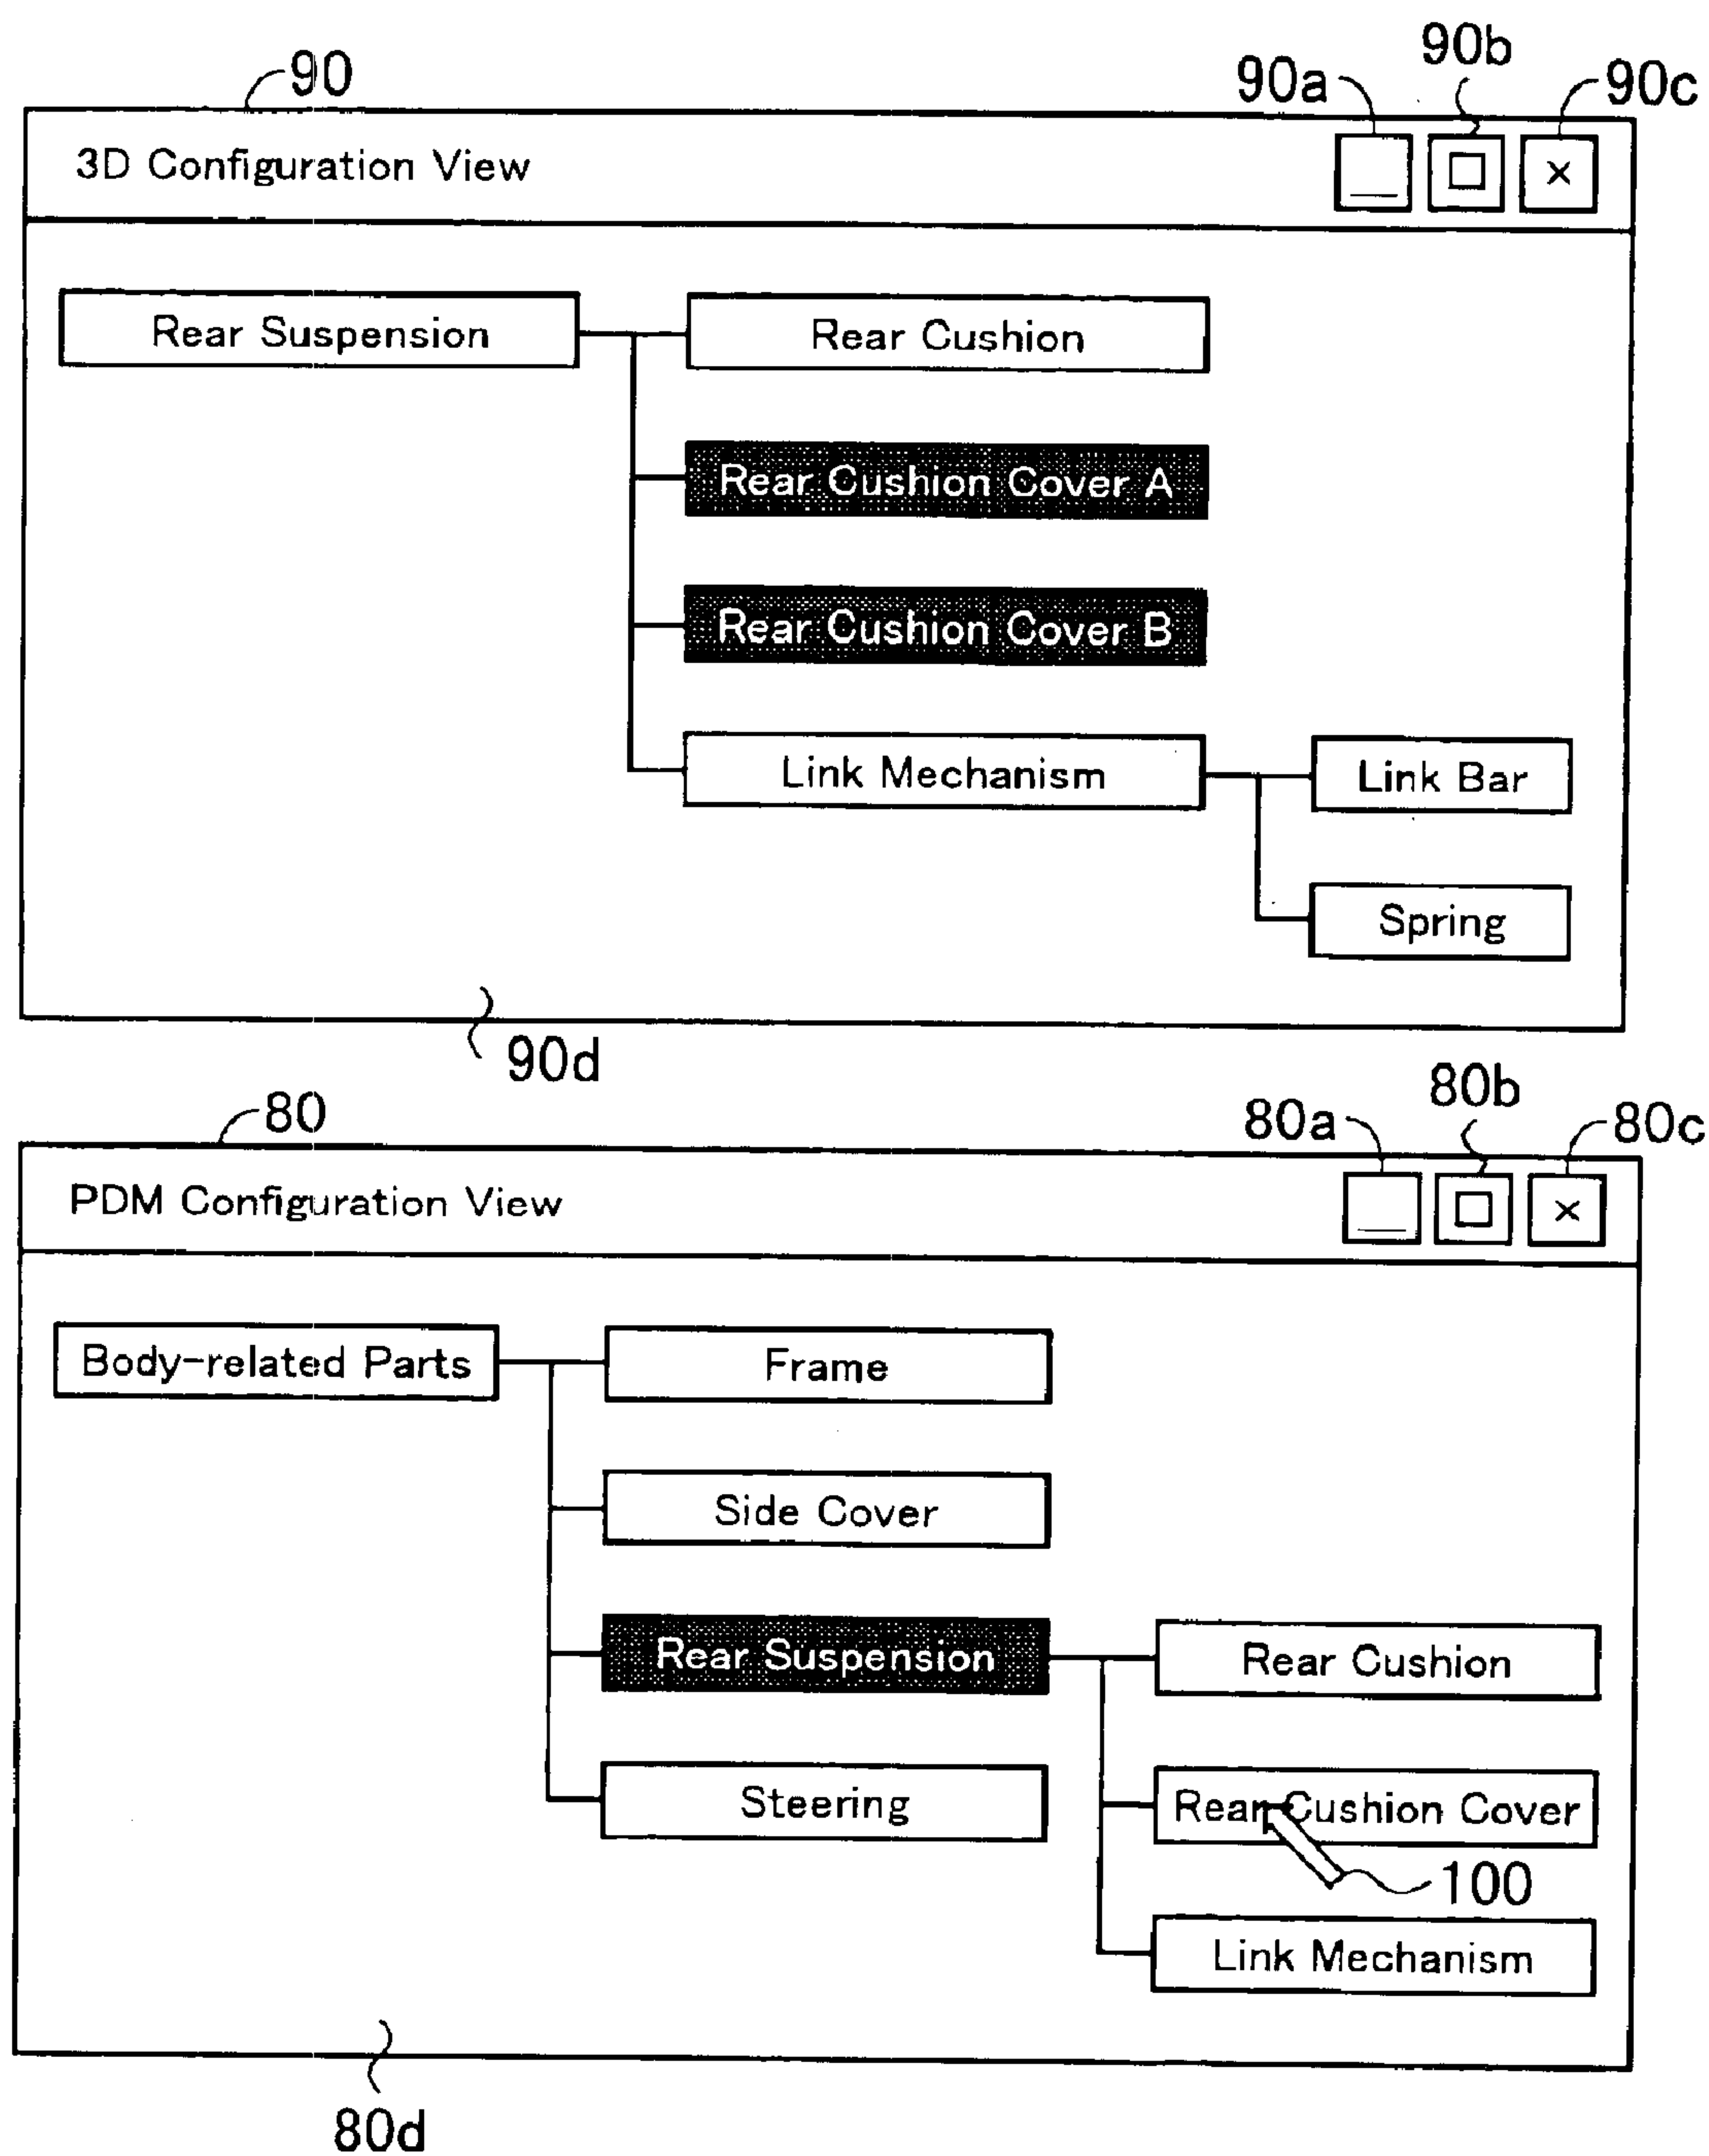 90b
90
90a
90c
3D Configuration View
Rear Suspension
Rear Cushion
Rear Cushion Cover A
Rear Cushion Cover B
Link Mechanism
Link Bar
Spring
90d
80b
80
80a
80c
PDM Configuration View
Body-related Parts
Frame
Side Cover
Rear Suspension
Rear Cushion
Steering
Rear Cushion Cover
100
Link Mechanism
80d